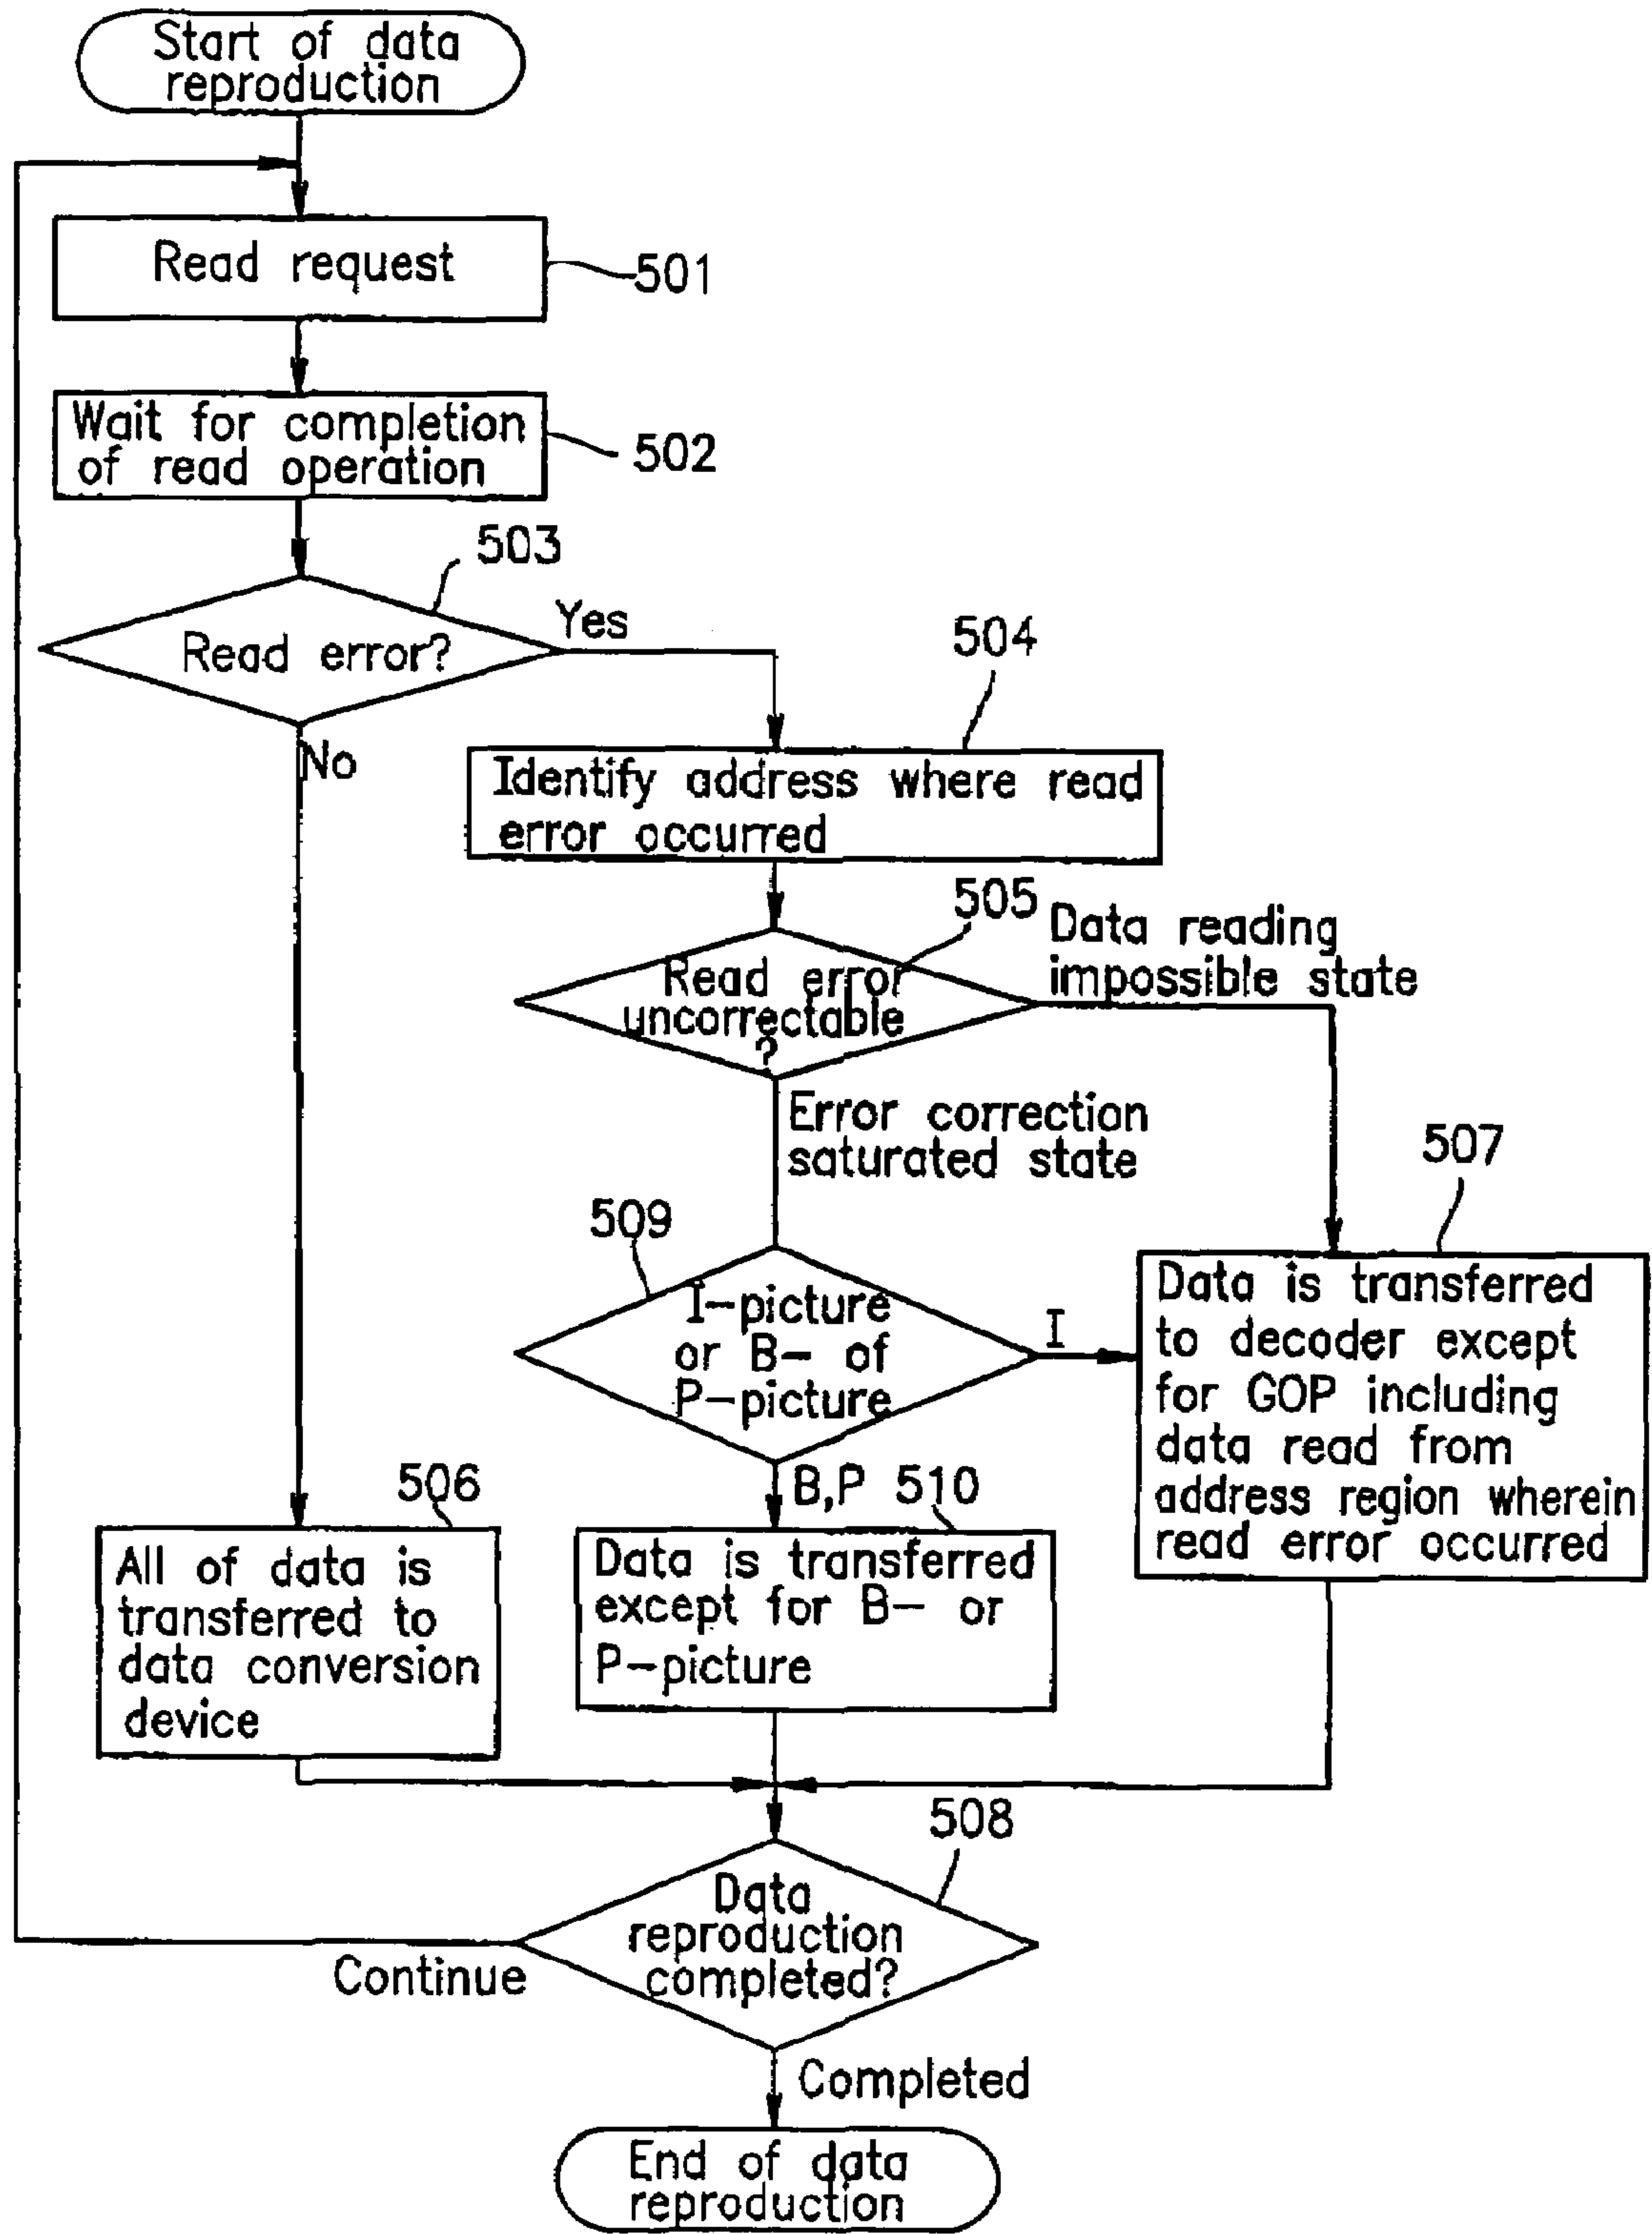 Start of data
reproduction
Read request
501
Wait for completion
of read operation
502
503
Read error?
Yes
No
504
Identify address where read
error occurred
505
Read error
uncorrectable
?
Data reading
impossible state
Error correction
saturated state
507
509
I-picture
or B- of
P-picture
I
Data is transferred
to decoder except
for GOP including
data read from
address region wherein
read error occurred
B,P
510
506
All of data is
transferred to
data conversion
device
Data is transferred
except for B- or
P-picture
508
Data
reproduction
completed?
Continue
Completed
End of data
reproduction